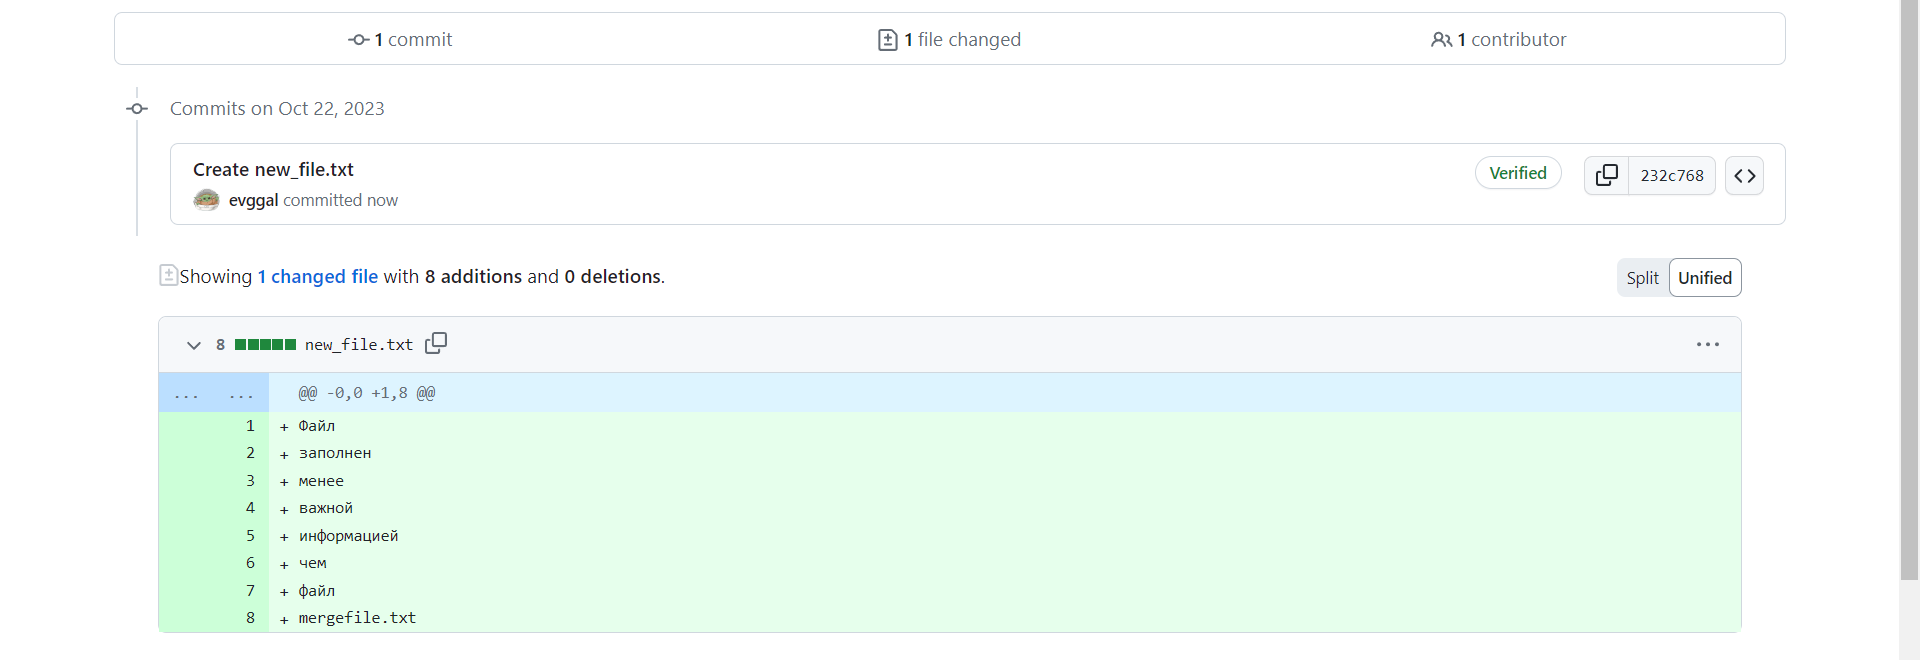 1 commit
1 file changed
1 contributor
Commits on Oct 22, 2023
Create new_file.txt
evggal committed now
Verified
232c768
Showing 1 changed file with 8 additions and 0 deletions.
Split
Unified
8 new_file.txt
... ... @@ -0,0 +1,8 @@
1 + Файл
2 + заполнен
3 + менее
4 + важной
5 + информацией
6 + чем
7 + файл
8 + mergefile.txt